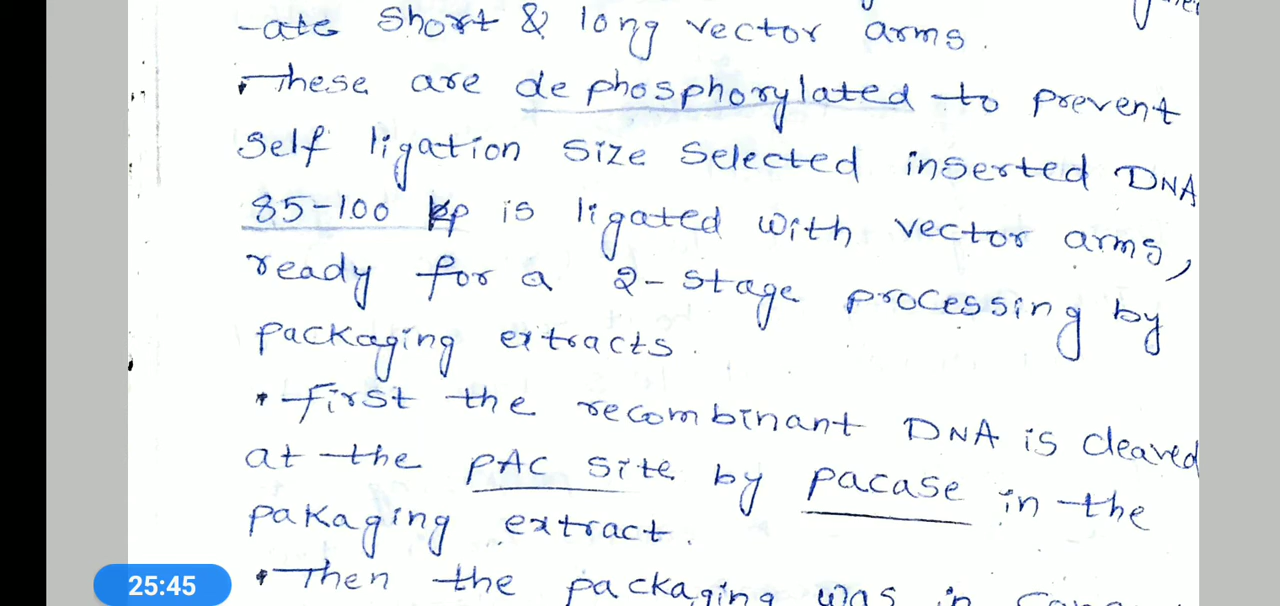 -ate short & long vector arms.
• These are dephosphorylated to prevent
self ligation size selected inserted DNA
85-100 kp is ligated with vector arms,
ready for a 2-stage processing by
packaging extracts.
• First the recombinant DNA is cleaved
at the PAC site by pacase in the
pakaging extract.
• Then the packaging was in
25:45